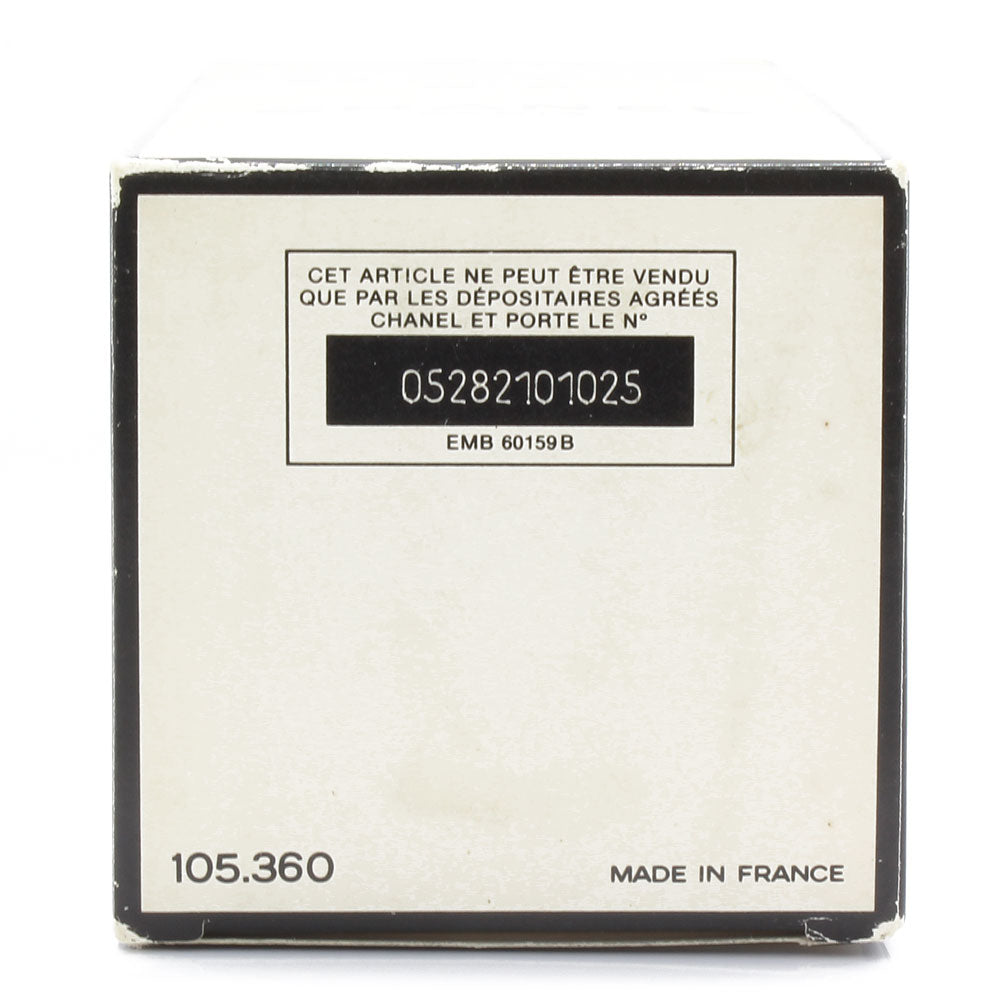 CET ARTICLE NE PEUT ÊTRE VENDU
QUE PAR LES DÉPOSITAIRES AGRÉÉS
CHANEL ET PORTE LE N°
05282101025
EMB 60159B
105.360
MADE IN FRANCE